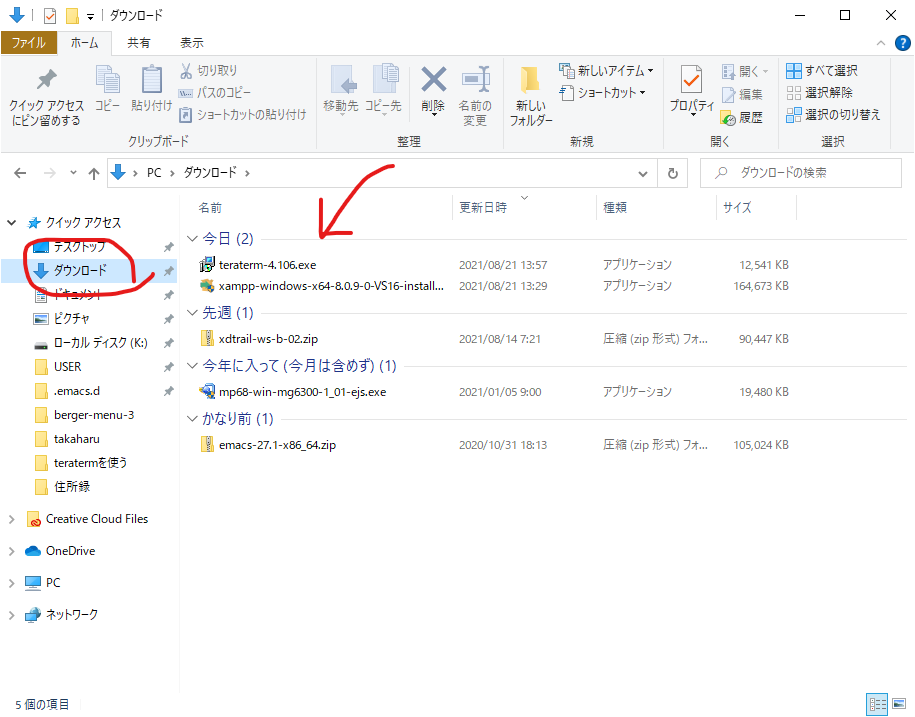 ダウンロード
ファイル ホーム 共有 表示
クイック アクセス
にピン留めする
コピー
貼り付け
切り取り
パスのコピー
ショートカットの貼り付け
クリップボード
移動先
コピー先
削除
名前の
変更
整理
新しい
フォルダー
新しいアイテム
ショートカット
新規
プロパティ
開く
編集
履歴
開く
すべて選択
選択解除
選択の切り替え
選択
PC > ダウンロード >
ダウンロードの検索
名前 更新日時 種類 サイズ
クイック アクセス
デスクトップ
ダウンロード
ドキュメント
ピクチャ
ローカル ディスク (K:)
USER
.emacs.d
berger-menu-3
takaharu
teratermを使う
住所録
Creative Cloud Files
OneDrive
PC
ネットワーク
今日 (2)
teraterm-4.106.exe 2021/08/21 13:57 アプリケーション 12,541 KB
xampp-windows-x64-8.0.9-0-VS16-install... 2021/08/21 13:29 アプリケーション 164,673 KB
先週 (1)
xdtrail-ws-b-02.zip 2021/08/14 7:21 圧縮 (zip 形式) フォ... 90,447 KB
今年に入って (今月は含めず) (1)
mp68-win-mg6300-1_01-ejs.exe 2021/01/05 9:00 アプリケーション 19,480 KB
かなり前 (1)
emacs-27.1-x86_64.zip 2020/10/31 18:13 圧縮 (zip 形式) フォ... 105,024 KB
5 個の項目